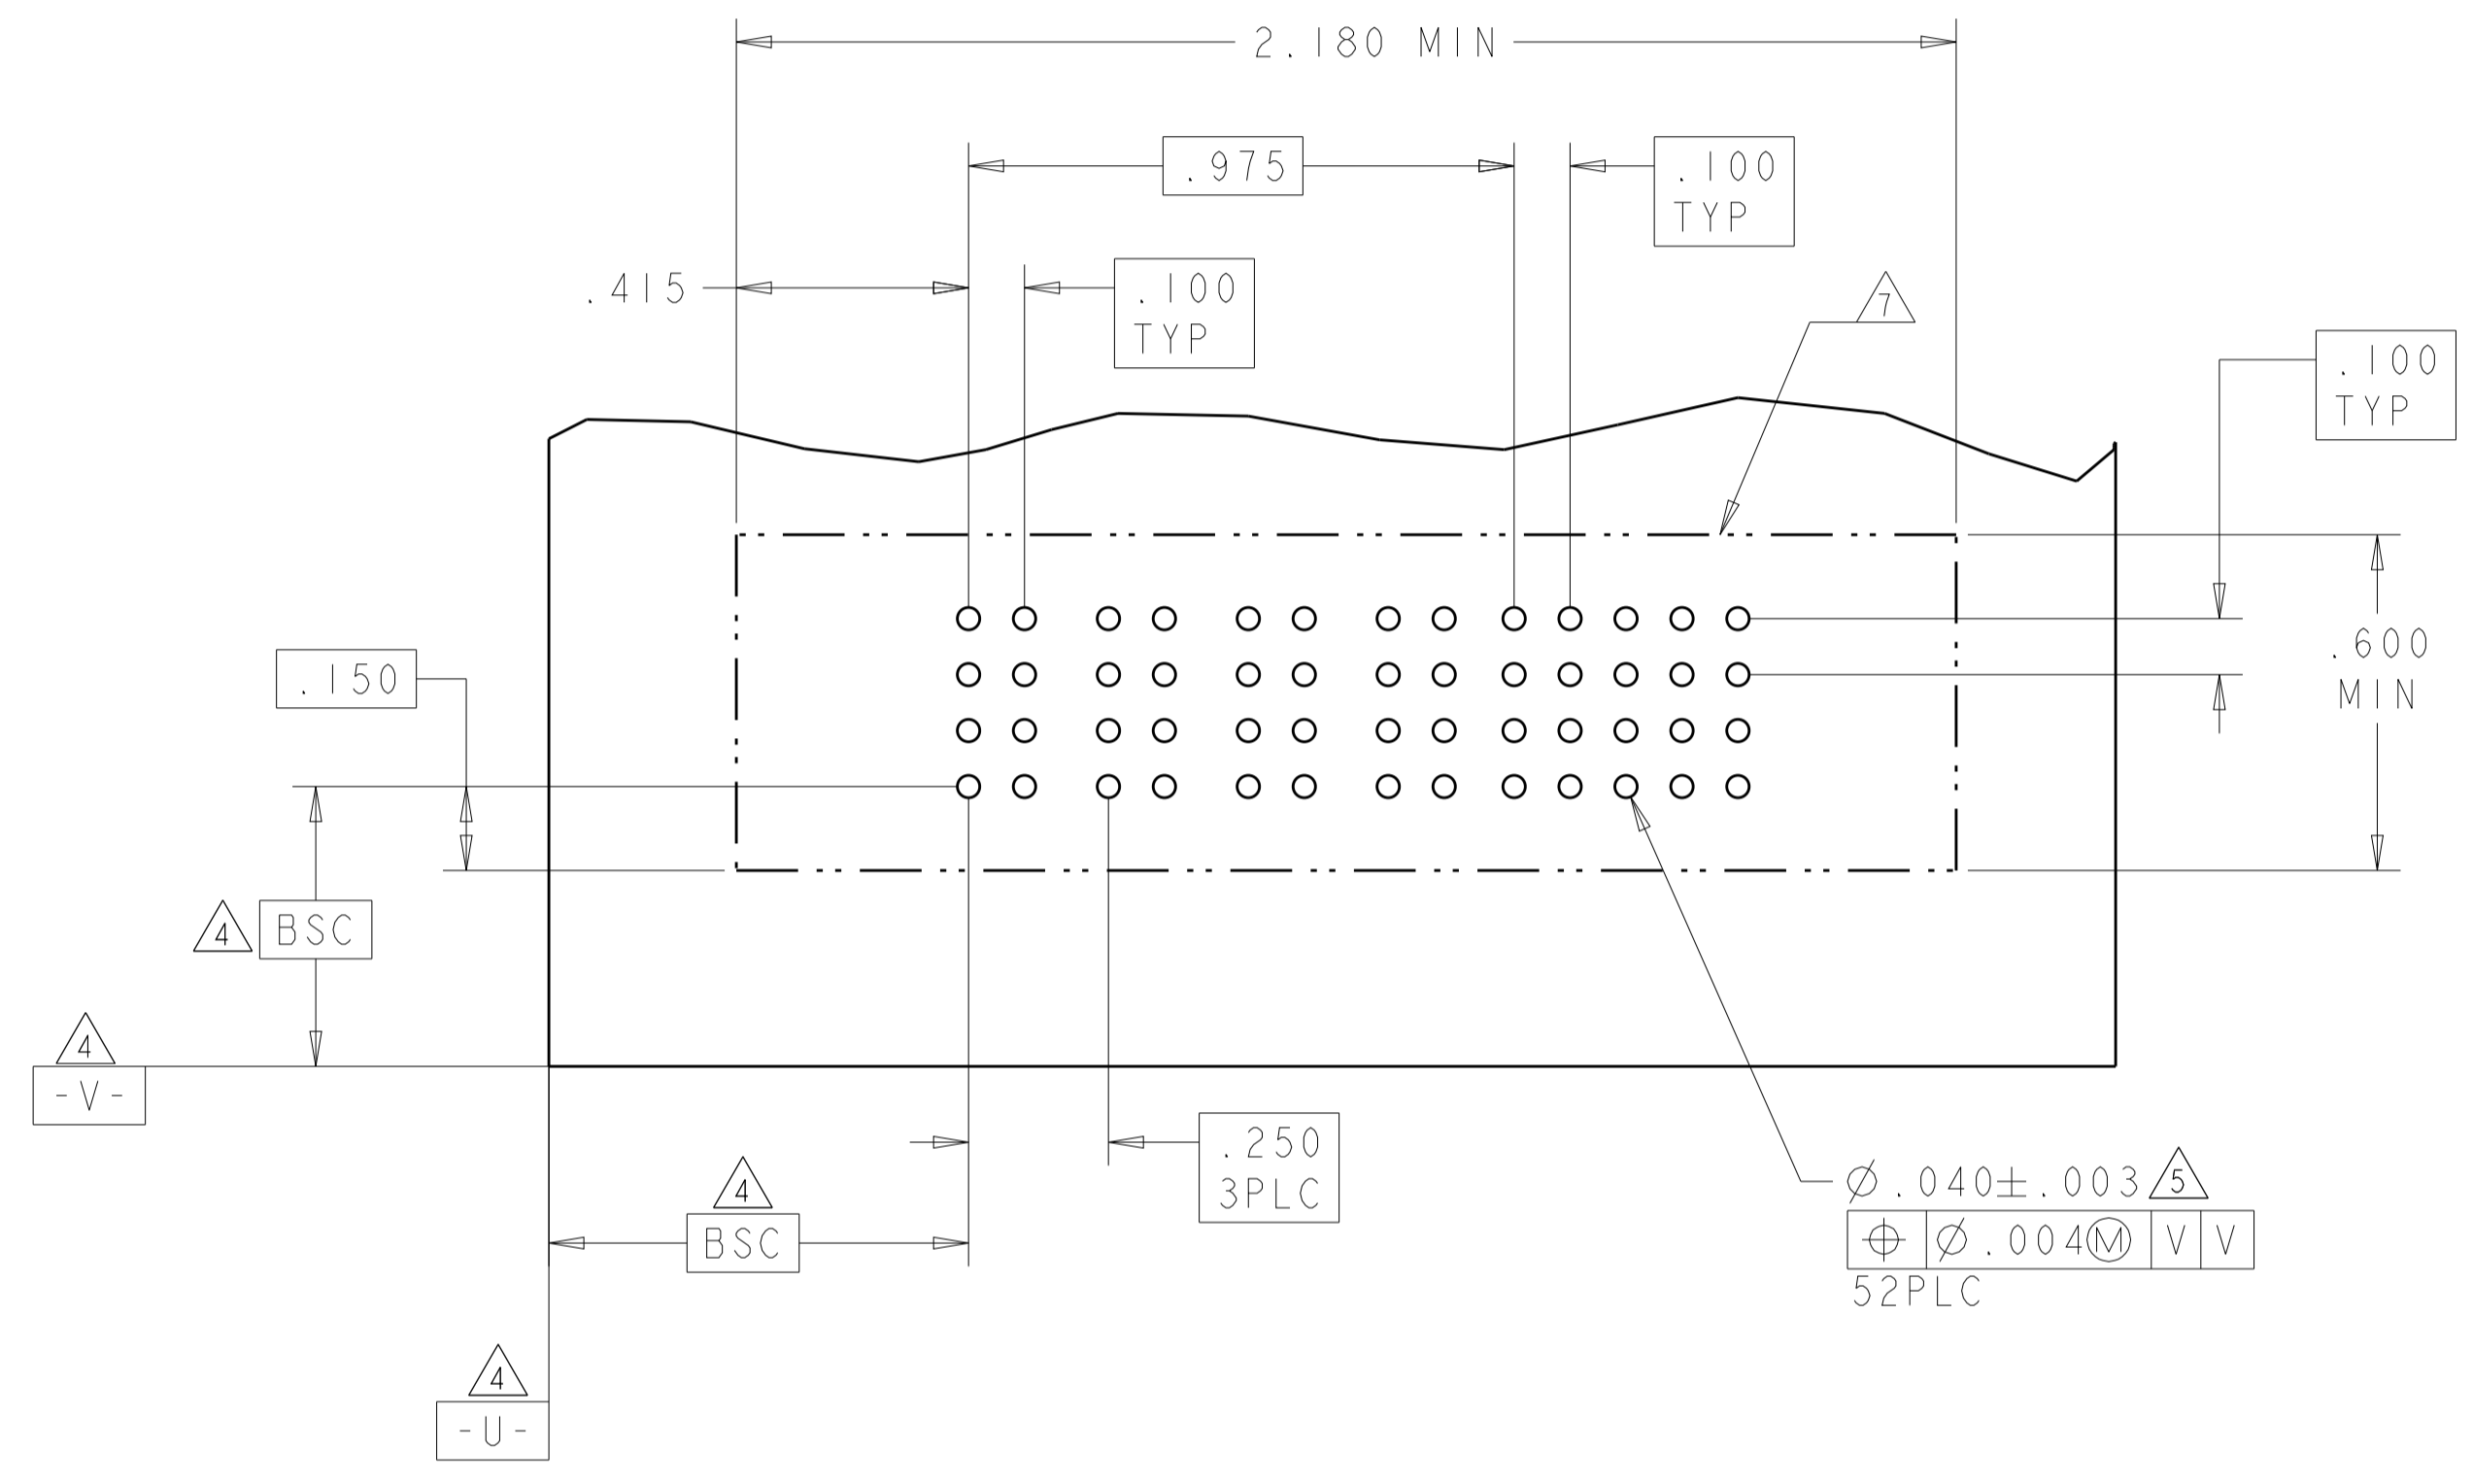 2.180 MIN
.975
.100
TYP
.415
.100
TYP
7
.100
TYP
.600
MIN
.150
4
BSC
4
-V-
.250
3PLC
4
BSC
Ø.040±.003 5
⌖ Ø.004Ⓜ V V
52PLC
4
-U-